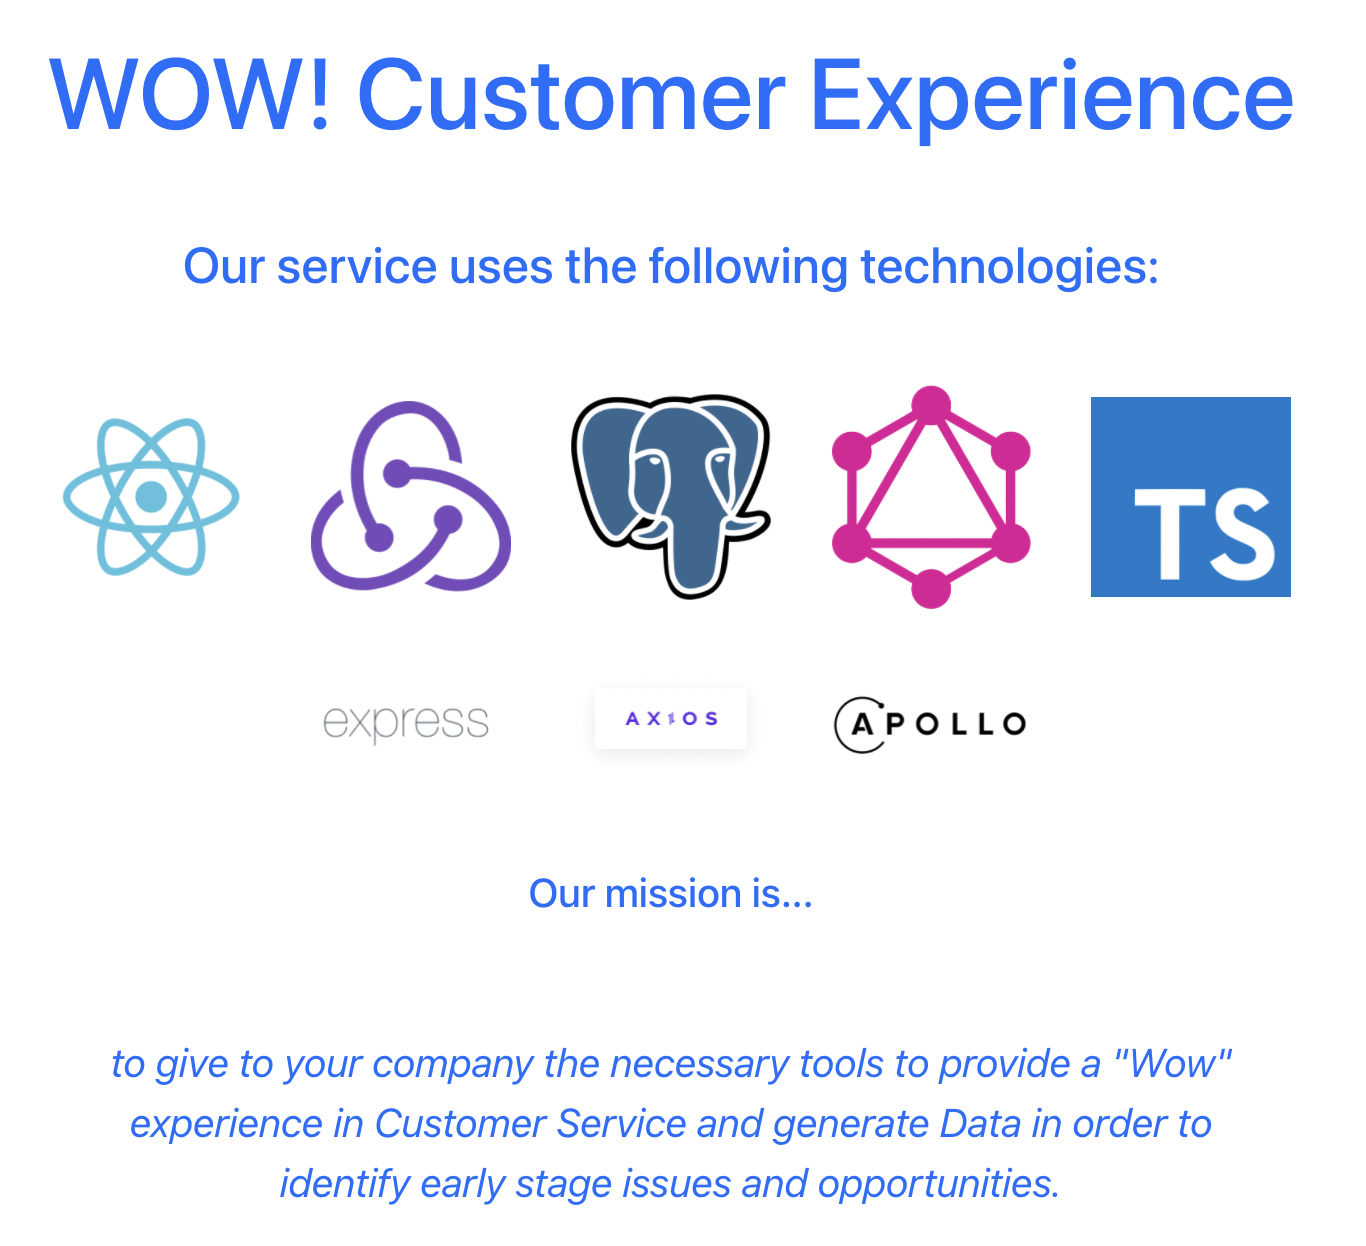 WOW! Customer Experience
Our service uses the following technologies:
TS
express
AXIOS
APOLLO
Our mission is...
to give to your company the necessary tools to provide a "Wow"
experience in Customer Service and generate Data in order to
identify early stage issues and opportunities.